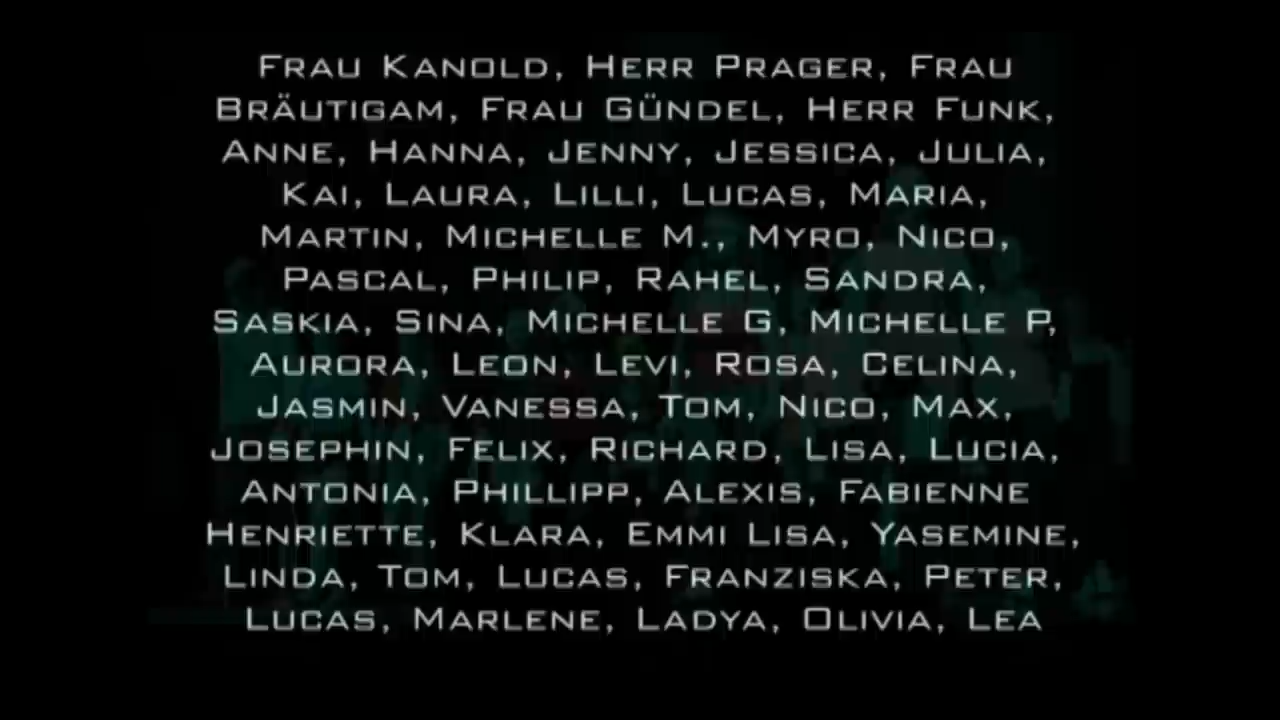 Frau Kanold, Herr Prager, Frau
Bräutigam, Frau Gündel, Herr Funk,
Anne, Hanna, Jenny, Jessica, Julia,
Kai, Laura, Lilli, Lucas, Maria,
Martin, Michelle M., Myro, Nico,
Pascal, Philip, Rahel, Sandra,
Saskia, Sina, Michelle G, Michelle P,
Aurora, Leon, Levi, Rosa, Celina,
Jasmin, Vanessa, Tom, Nico, Max,
Josephin, Felix, Richard, Lisa, Lucia,
Antonia, Phillipp, Alexis, Fabienne
Henriette, Klara, Emmi Lisa, Yasemine,
Linda, Tom, Lucas, Franziska, Peter,
Lucas, Marlene, Ladya, Olivia, Lea